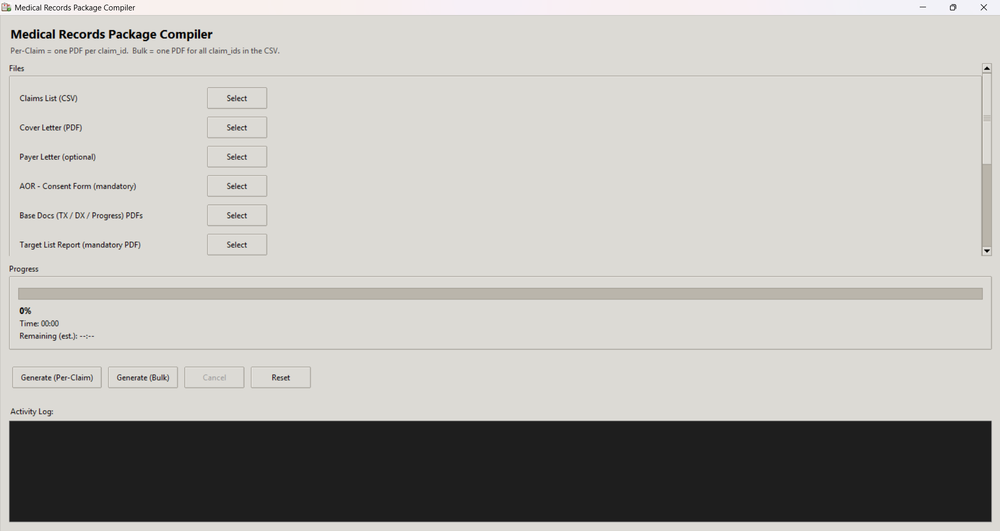 Medical Records Package Compiler
Medical Records Package Compiler
Per-Claim = one PDF per claim_id.  Bulk = one PDF for all claim_ids in the CSV.
Files
Claims List (CSV) Select
Cover Letter (PDF) Select
Payer Letter (optional) Select
AOR - Consent Form (mandatory) Select
Base Docs (TX / DX / Progress) PDFs Select
Target List Report (mandatory PDF) Select
Progress
0%
Time: 00:00
Remaining (est.): --:--
Generate (Per-Claim) Generate (Bulk) Cancel Reset
Activity Log: